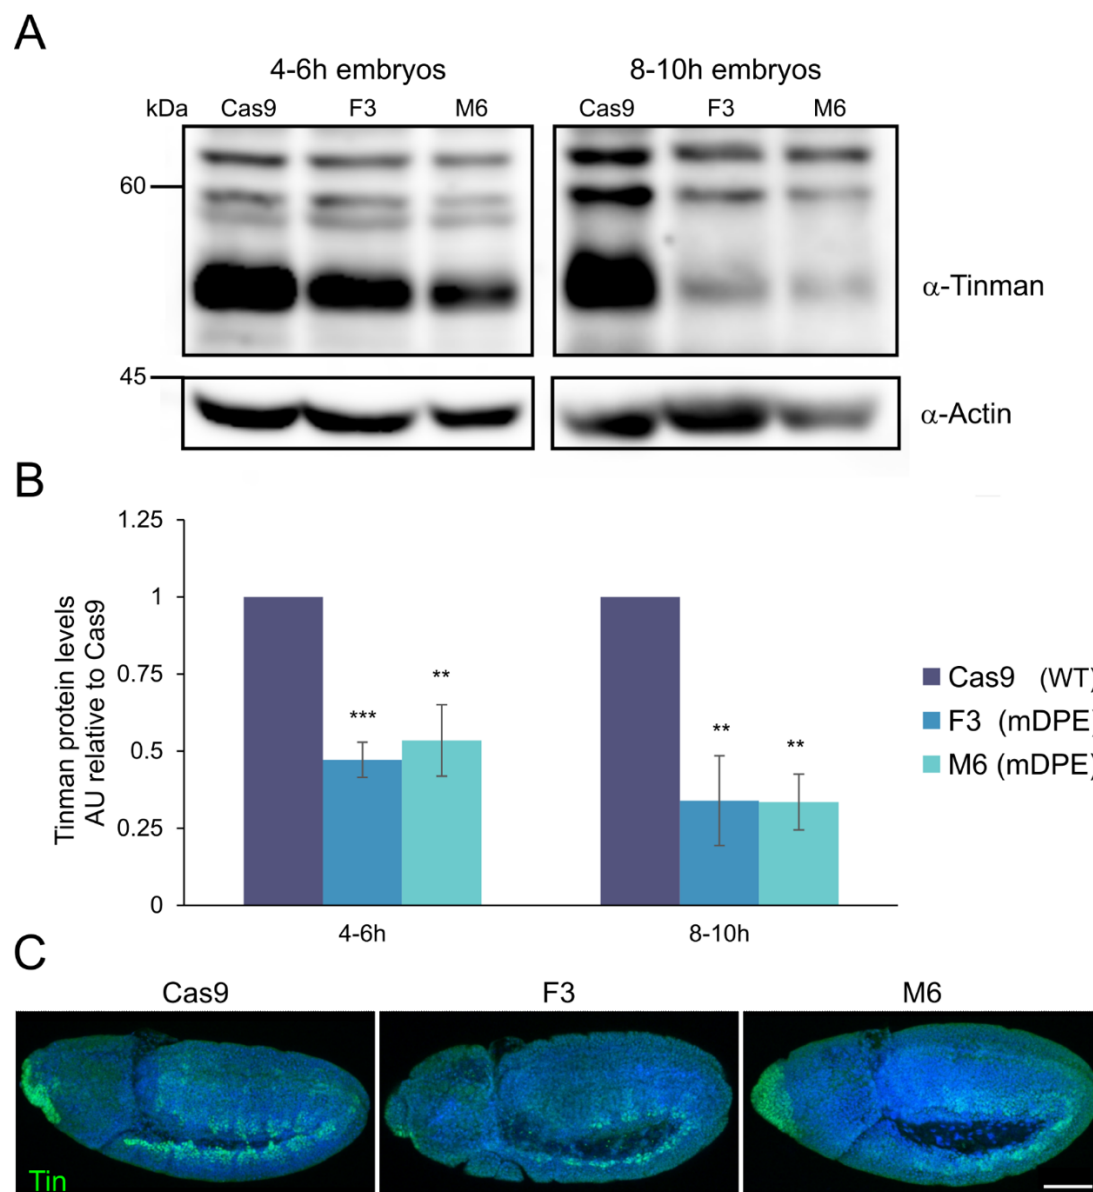 A
4-6h embryos
8-10h embryos
kDa Cas9 F3 M6
Cas9 F3 M6
60
α-Tinman
45
α-Actin
B
Tinman protein levels
AU relative to Cas9
1.25
1
0.75
0.5
0.25
0
***
**
**
**
4-6h
8-10h
Cas9 (WT)
F3 (mDPE)
M6 (mDPE)
C
Cas9
F3
M6
Tin